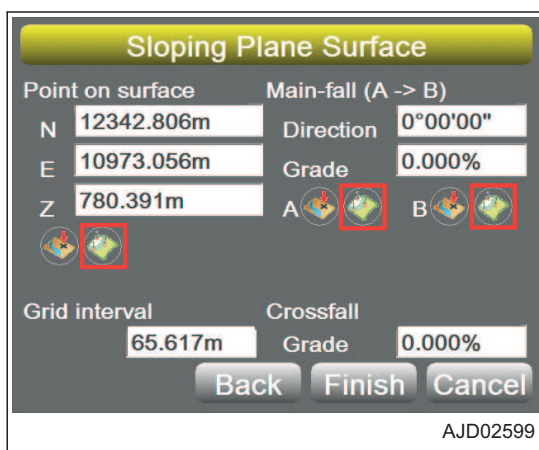 Sloping Plane Surface
Point on surface
N 12342.806m
E 10973.056m
Z 780.391m
Main-fall (A -> B)
Direction 0°00'00"
Grade 0.000%
A B
Grid interval
65.617m
Crossfall
Grade 0.000%
Back Finish Cancel
AJD02599